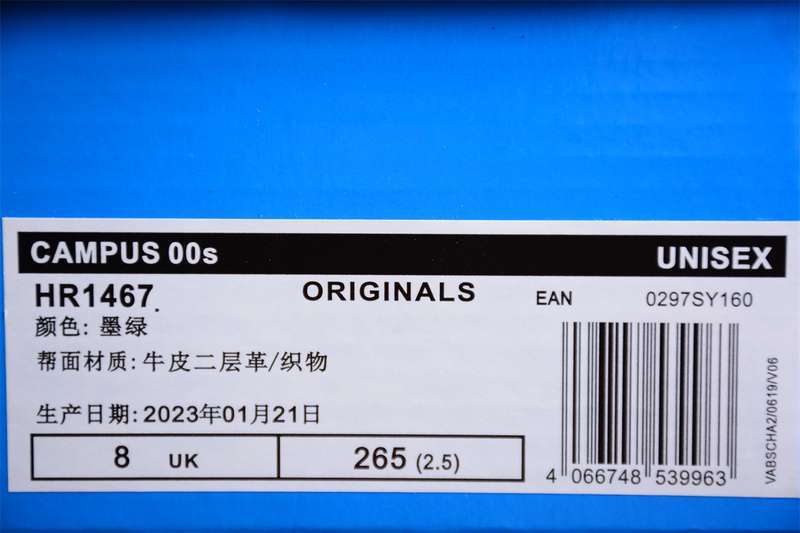 CAMPUS 00s UNISEX
HR1467. ORIGINALS EAN 0297SY160
颜色: 墨绿
帮面材质: 牛皮二层革/织物
生产日期: 2023年01月21日
8 UK 265 (2.5)
4 066748 539963
VABSCHA2/0619/V06